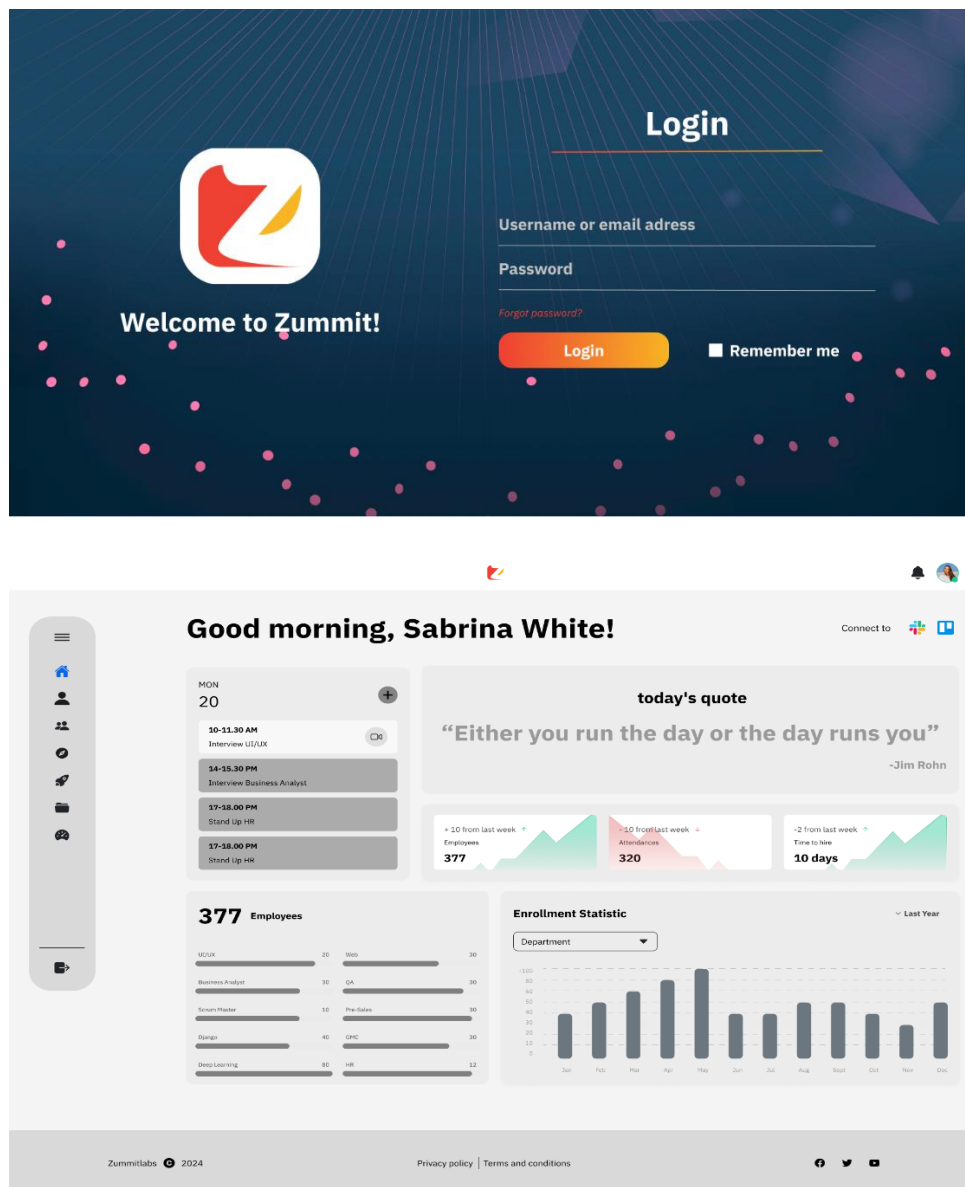 Login
Username or email adress
Password
Welcome to Zummit!
Forgot password?
Login
Remember me
Good morning, Sabrina White!
Connect to
MON
20
10-11.30 AM
Interview UI/UX
14-15.30 PM
Interview Business Analyst
17-18.00 PM
Stand Up HR
17-18.00 PM
Stand Up HR
today's quote
“Either you run the day or the day runs you”
-Jim Rohn
+ 10 from last week
Employees
377
- 10 from last week
Attendances
320
-2 from last week
Time to hire
10 days
377 Employees
UI/UX 20 Web 30
Business Analyst 30 QA 30
Scrum Master 10 Pre-Sales 30
Django 40 GMC 30
Deep Learning 80 HR 12
Enrollment Statistic
Last Year
Department
100
80
60
50
40
30
20
10
0
Jan Feb Mar Apr May Jun Jul Aug Sept Oct Nov Dec
Zummitlabs © 2024
Privacy policy | Terms and conditions